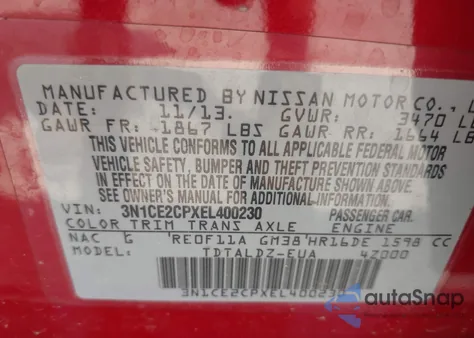 MANUFACTURED BY NISSAN MOTOR CO.,
DATE: 11/13. GVWR: 3470 LB
GAWR FR: 1867 LBS GAWR RR: 1664 LB
THIS VEHICLE CONFORMS TO ALL APPLICABLE FEDERAL MOTOR
VEHICLE SAFETY, BUMPER AND THEFT PREVENTION STANDARDS
IN EFFECT ON THE DATE OF MANUFACTURE SHOWN ABOVE.
SEE OWNER'S MANUAL FOR ADDITIONAL INFORMATION.
VIN: 3N1CE2CPXEL400230 PASSENGER CAR.
COLOR TRIM TRANS AXLE ENGINE
NAC G 'RE0F11A GM38'HR16DE 1598 CC
MODEL: TDTALDZ-EUA 4Z000
3N1CE2CPXEL400230
autoSnap